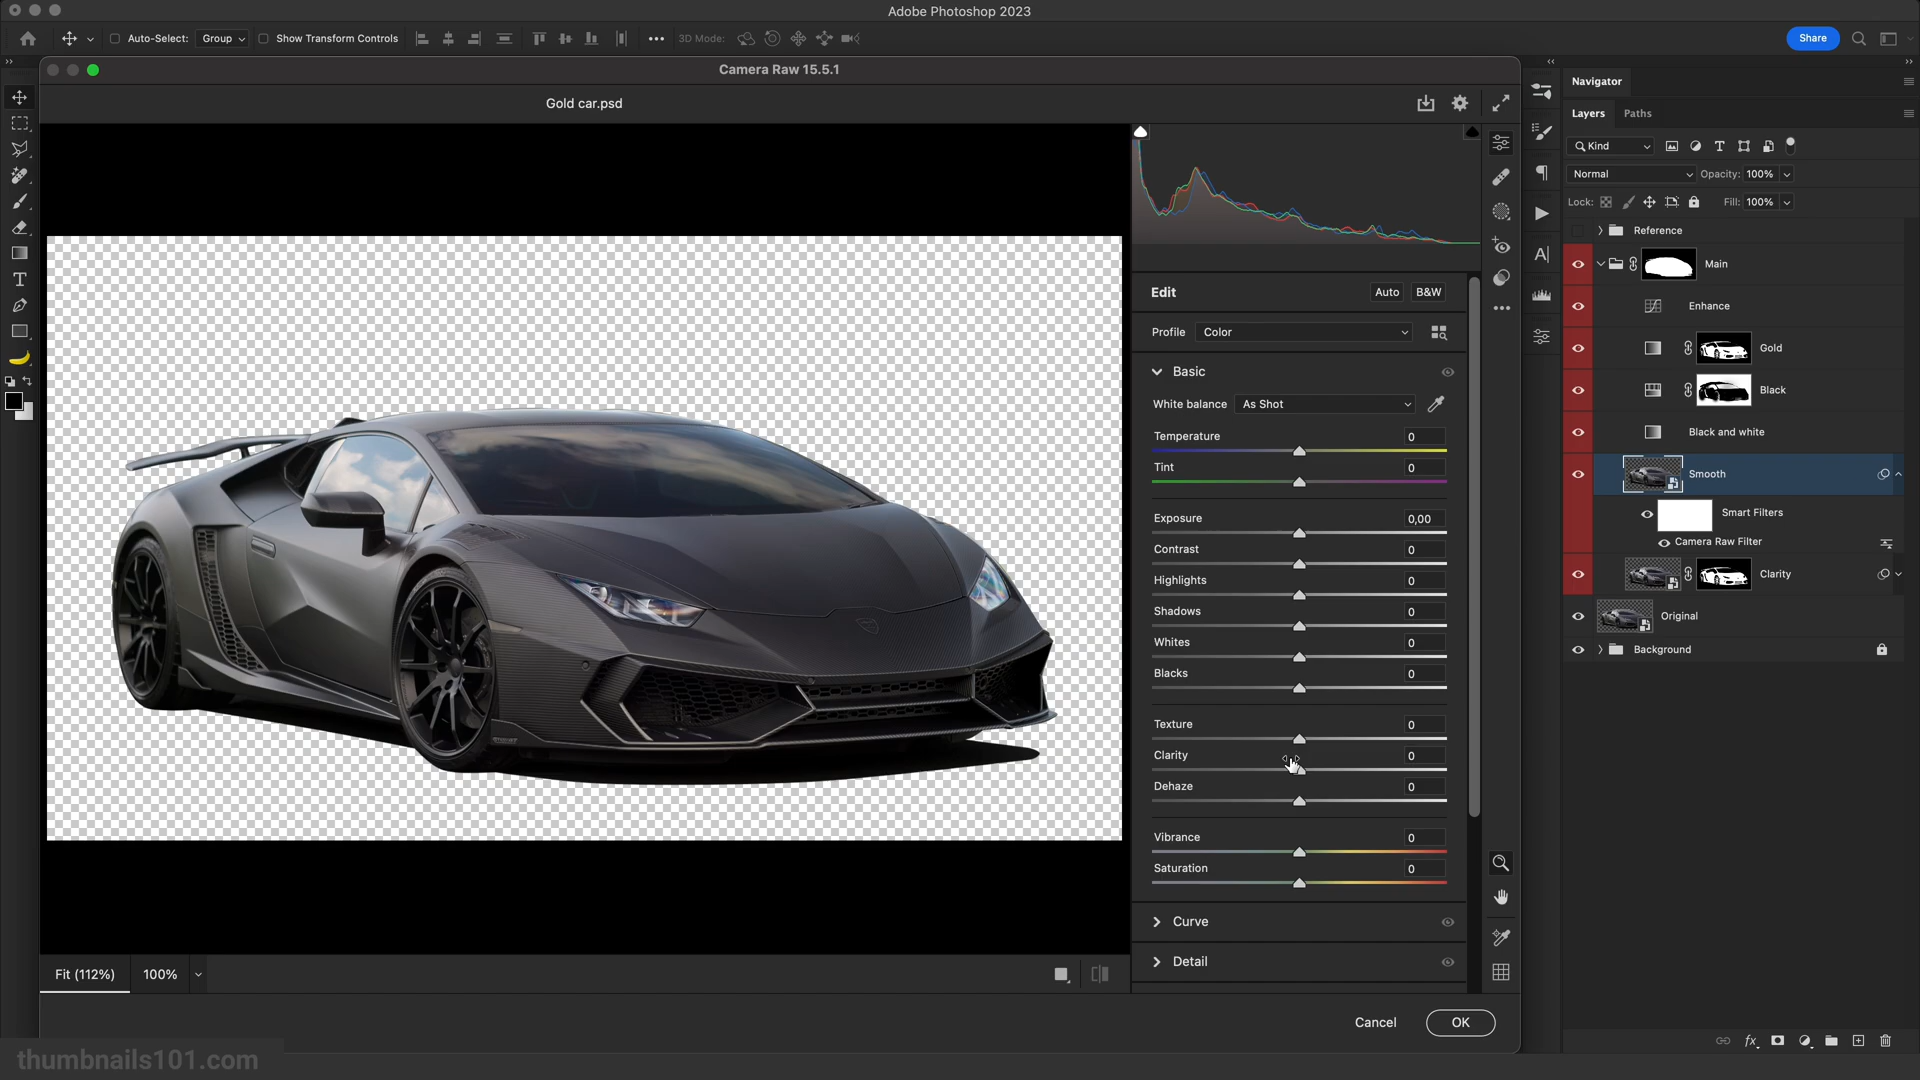 Adobe Photoshop 2023
Auto-Select:
Group
Show Transform Controls
3D Mode:
Share
Camera Raw 15.5.1
Gold car.psd
Edit
Auto
B&W
Profile
Color
Basic
White balance
As Shot
Temperature
0
Tint
0
Exposure
0,00
Contrast
0
Highlights
0
Shadows
0
Whites
0
Blacks
0
Texture
0
Clarity
0
Dehaze
0
Vibrance
0
Saturation
0
Curve
Detail
Fit (112%)
100%
Cancel
OK
Navigator
Layers
Paths
Kind
Normal
Opacity:
100%
Lock:
Fill:
100%
Reference
Main
Enhance
Gold
Black
Black and white
Smooth
Smart Filters
Camera Raw Filter
Clarity
Original
Background
fx
thumbnails101.com